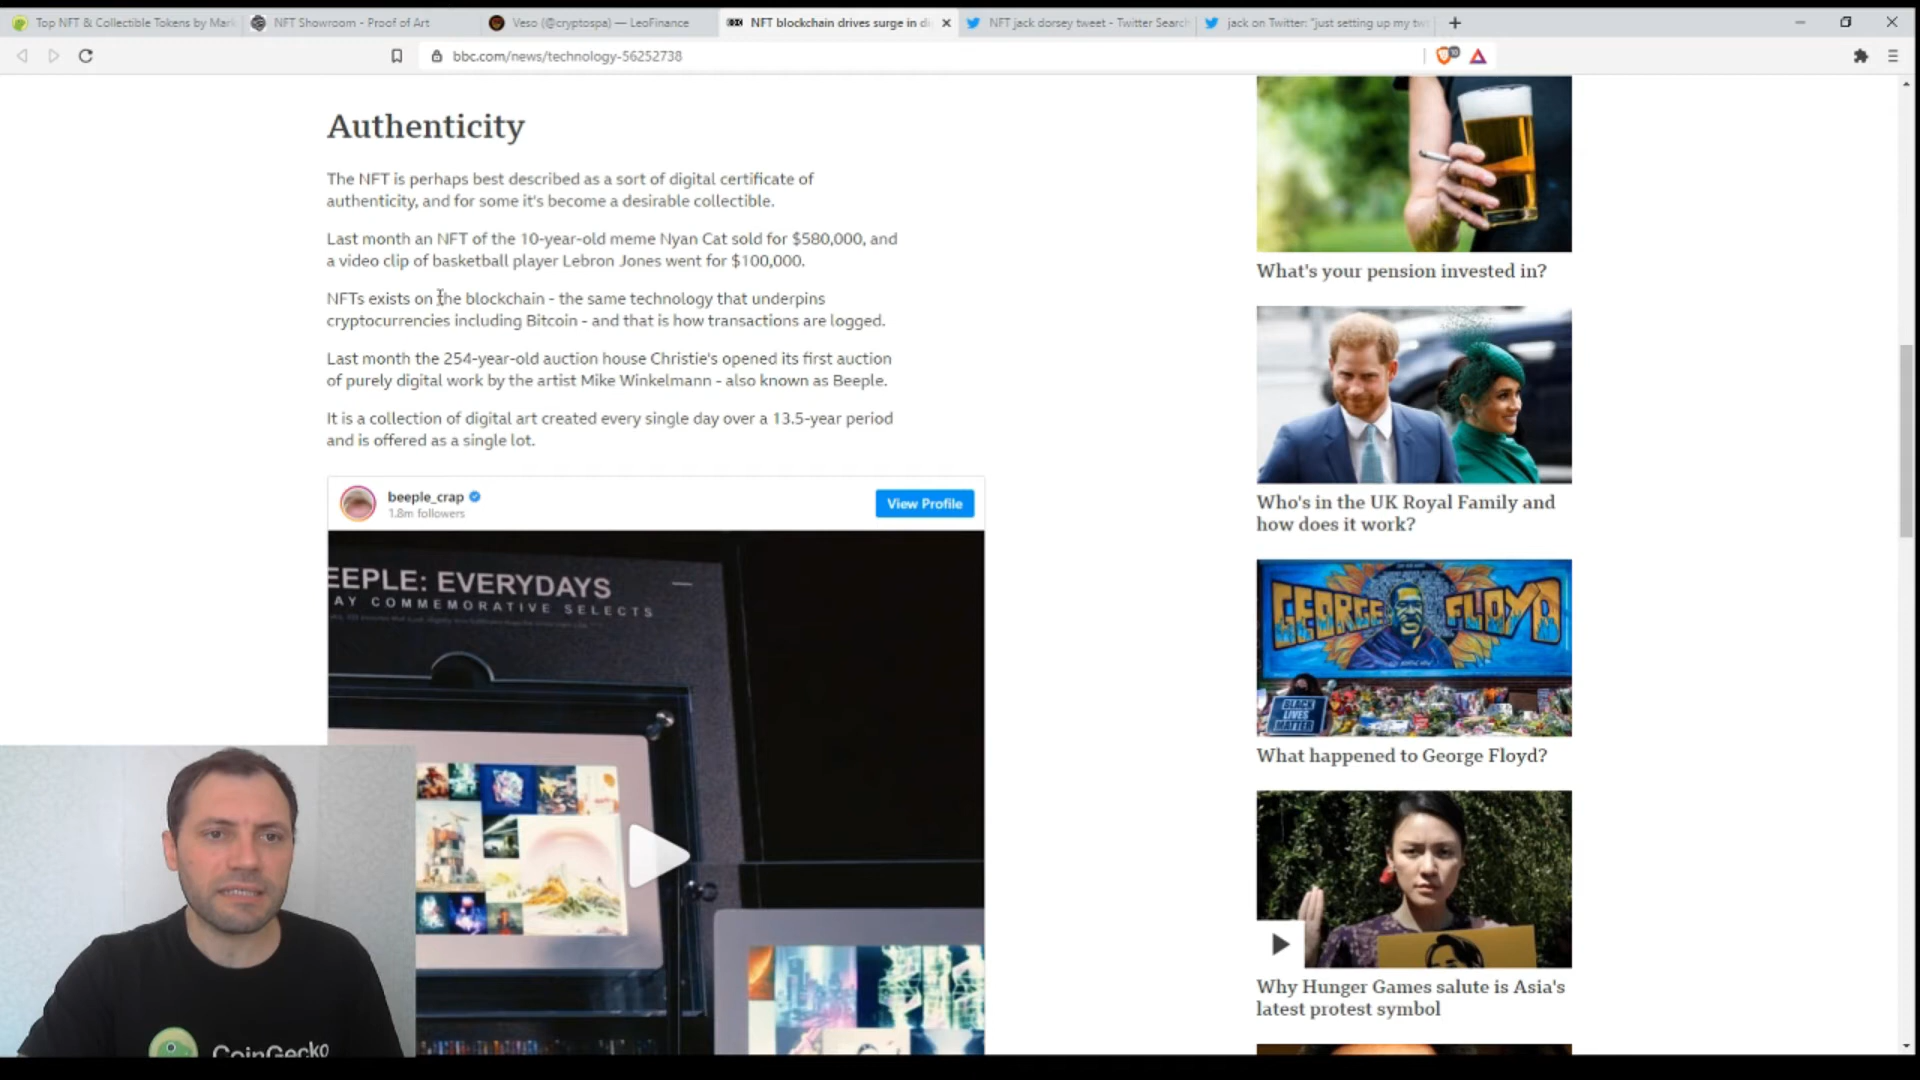 Top NFT & Collectible Tokens by Mark
NFT Showroom - Proof of Art
Veso (@cryptospa) — LeoFinance
NFT blockchain drives surge in di
NFT jack dorsey tweet - Twitter Search
jack on Twitter: "just setting up my tw
bbc.com/news/technology-56252738
Authenticity
The NFT is perhaps best described as a sort of digital certificate of
authenticity, and for some it's become a desirable collectible.
Last month an NFT of the 10-year-old meme Nyan Cat sold for $580,000, and
a video clip of basketball player Lebron Jones went for $100,000.
NFTs exists on the blockchain - the same technology that underpins
cryptocurrencies including Bitcoin - and that is how transactions are logged.
Last month the 254-year-old auction house Christie's opened its first auction
of purely digital work by the artist Mike Winkelmann - also known as Beeple.
It is a collection of digital art created every single day over a 13.5-year period
and is offered as a single lot.
beeple_crap
1.8m followers
View Profile
EEPLE: EVERYDAYS
AY COMMEMORATIVE SELECTS
CoinGecko
What's your pension invested in?
Who's in the UK Royal Family and
how does it work?
GEORGE FLOYD
BLACK
LIVES
MATTER
What happened to George Floyd?
Why Hunger Games salute is Asia's
latest protest symbol